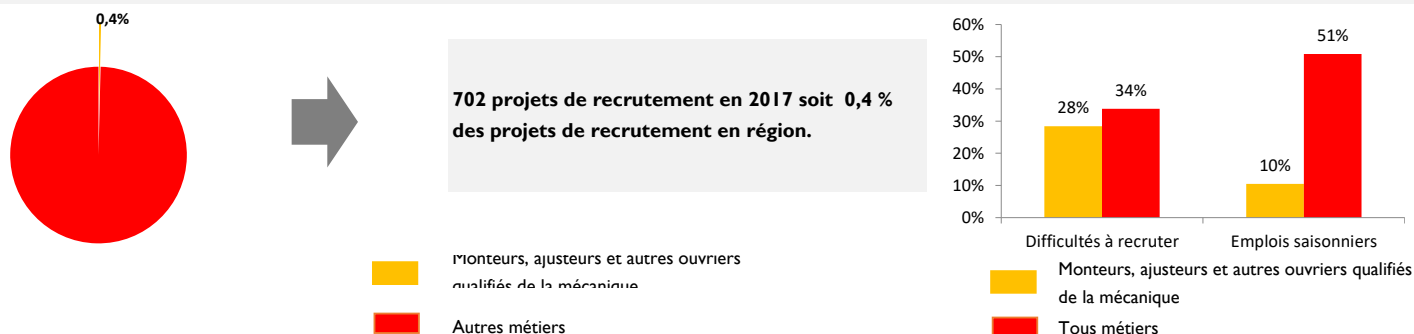 0,4%
702 projets de recrutement en 2017 soit 0,4 %
des projets de recrutement en région.
Monteurs, ajusteurs et autres ouvriers
qualifiés de la mécanique
Autres métiers
60%
50%
40%
30%
20%
10%
0%
28%
34%
10%
51%
Difficultés à recruter
Emplois saisonniers
Monteurs, ajusteurs et autres ouvriers qualifiés
de la mécanique
Tous métiers